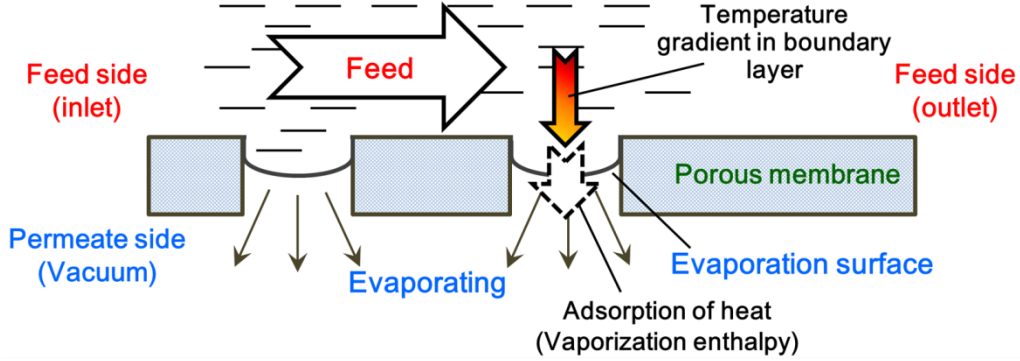 Temperature
gradient in boundary
layer
Feed side
(inlet)
Feed
Feed side
(outlet)
Porous membrane
Permeate side
(Vacuum)
Evaporating
Evaporation surface
Adsorption of heat
(Vaporization enthalpy)